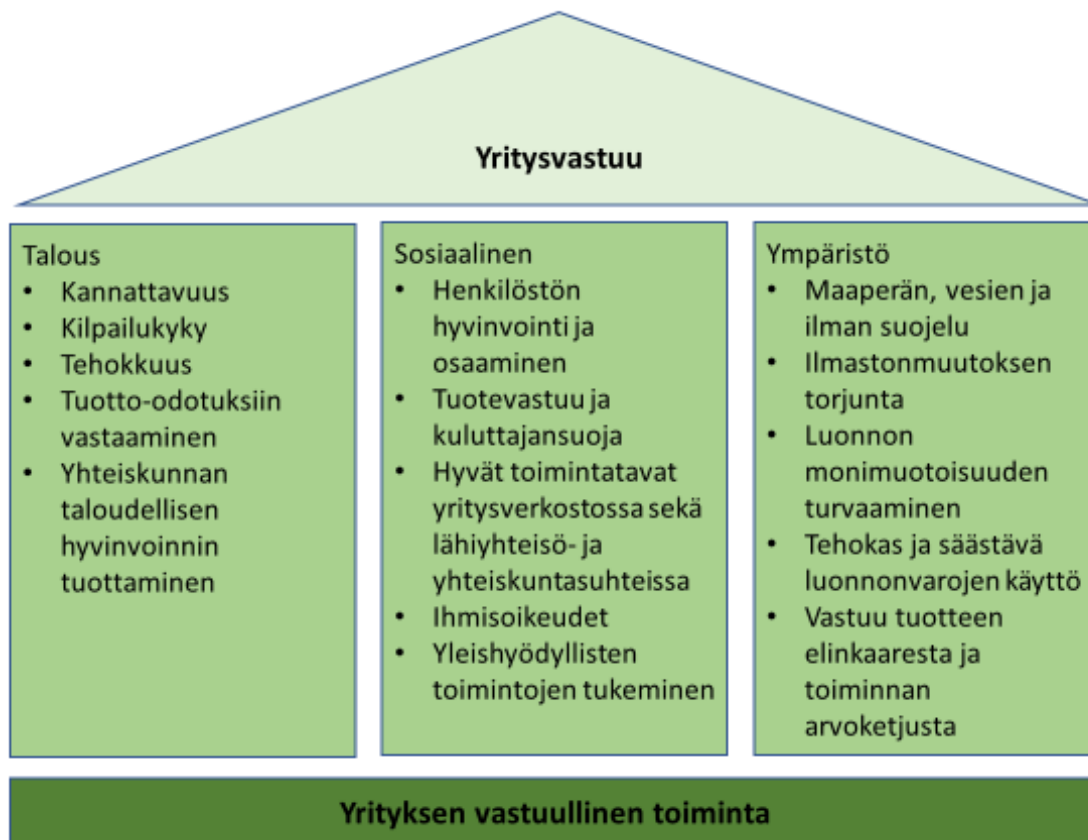 Yritysvastuu
Talous
• Kannattavuus
• Kilpailukyky
• Tehokkuus
• Tuotto-odotuksiin
vastaaminen
• Yhteiskunnan
taloudellisen
hyvinvoinnin
tuottaminen
Sosiaalinen
• Henkilöstön
hyvinvointi ja
osaaminen
• Tuotevastuu ja
kuluttajansuoja
• Hyvät toimintatavat
yritysverkostossa sekä
lähiyhteisö- ja
yhteiskuntasuhteissa
• Ihmisoikeudet
• Yleishyödyllisten
toimintojen tukeminen
Ympäristö
• Maaperän, vesien ja
ilman suojelu
• Ilmastonmuutoksen
torjunta
• Luonnon
monimuotoisuuden
turvaaminen
• Tehokas ja säästävä
luonnonvarojen käyttö
• Vastuu tuotteen
elinkaaresta ja
toiminnan
arvoketjusta
Yrityksen vastuullinen toiminta